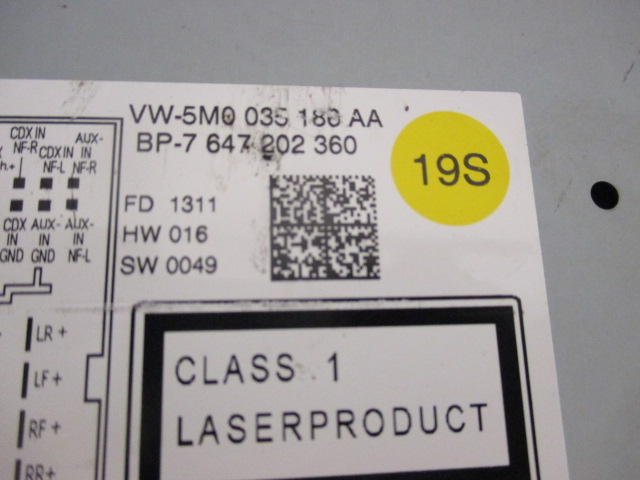 VW-5M0 035 186 AA
BP-7 647 202 360
19S
FD 1311
HW 016
SW 0049
CDX IN
NF-R
AUX-
IN
NF-R
CDX IN
NF-L
CDX
IN
GND
AUX-
IN
GND
AUX-
IN
NF-L
LR +
LF +
RF +
RR+
CLASS 1
LASERPRODUCT